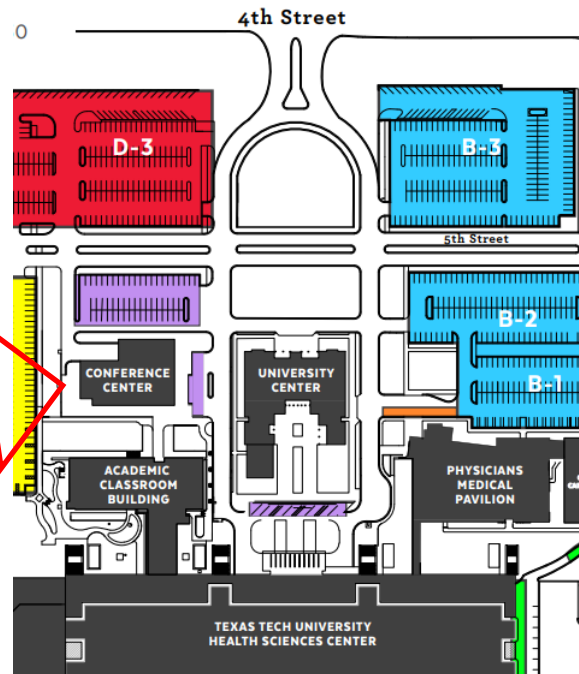 4th Street
0
D-3
B-3
5th Street
B-2
CONFERENCE
CENTER
UNIVERSITY
CENTER
B-1
ACADEMIC
CLASSROOM
BUILDING
PHYSICIANS
MEDICAL
PAVILION
TEXAS TECH UNIVERSITY
HEALTH SCIENCES CENTER